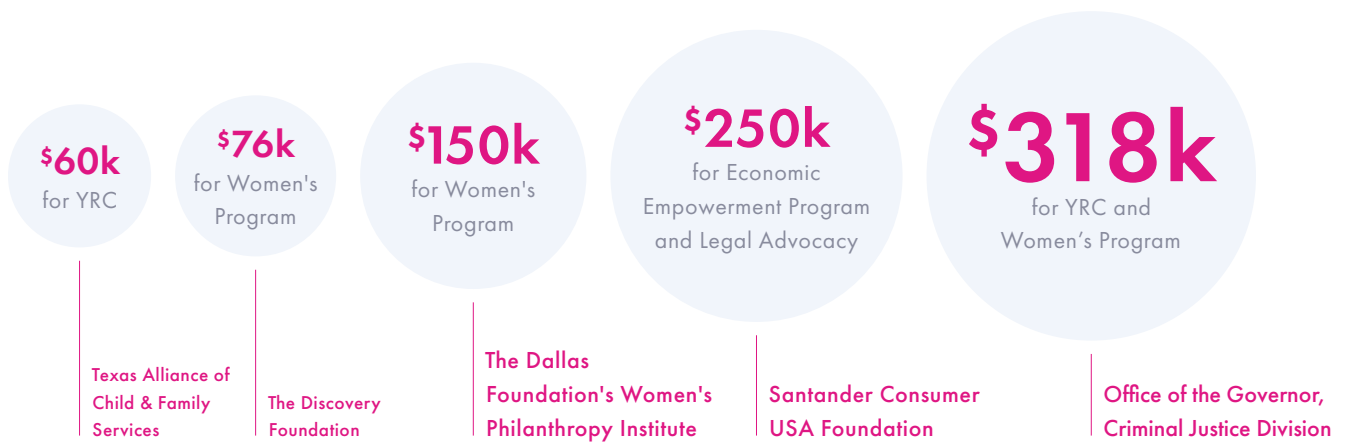 $60k
for YRC
Texas Alliance of
Child & Family
Services
$76k
for Women's
Program
The Discovery
Foundation
$150k
for Women's
Program
The Dallas
Foundation's Women's
Philanthropy Institute
$250k
for Economic
Empowerment Program
and Legal Advocacy
Santander Consumer
USA Foundation
$318k
for YRC and
Women’s Program
Office of the Governor,
Criminal Justice Division